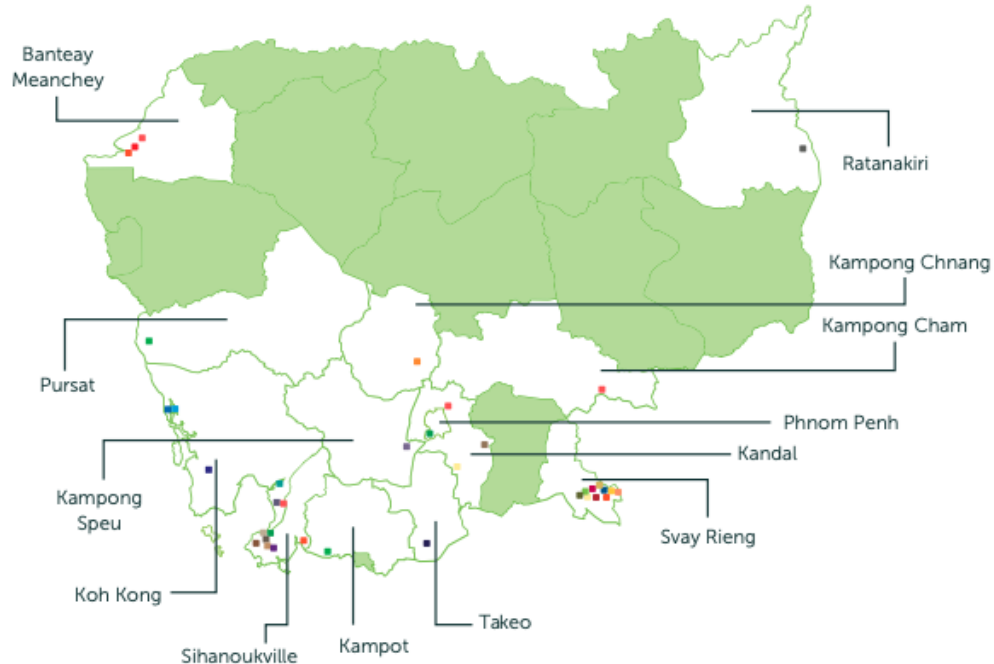 Banteay
Meanchey
Ratanakiri
Kampong Chnang
Kampong Cham
Pursat
Phnom Penh
Kandal
Kampong
Speu
Svay Rieng
Koh Kong
Takeo
Kampot
Sihanoukville